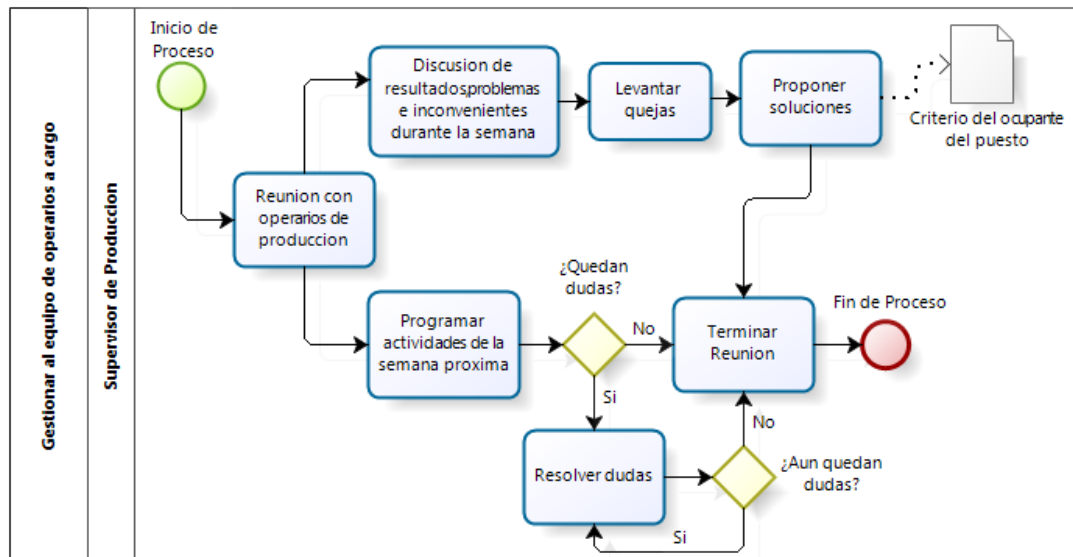 Gestionar al equipo de operarios a cargo
Supervisor de Produccion
Inicio de
Proceso
Discusion de
resultados,problemas
e inconvenientes
durante la semana
Levantar
quejas
Proponer
soluciones
Criterio del ocupante
del puesto
Reunion con
operarios de
produccion
¿Quedan
dudas?
Programar
actividades de la
semana proxima
No
Terminar
Reunion
Fin de Proceso
Si
No
Resolver dudas
¿Aun quedan
dudas?
Si